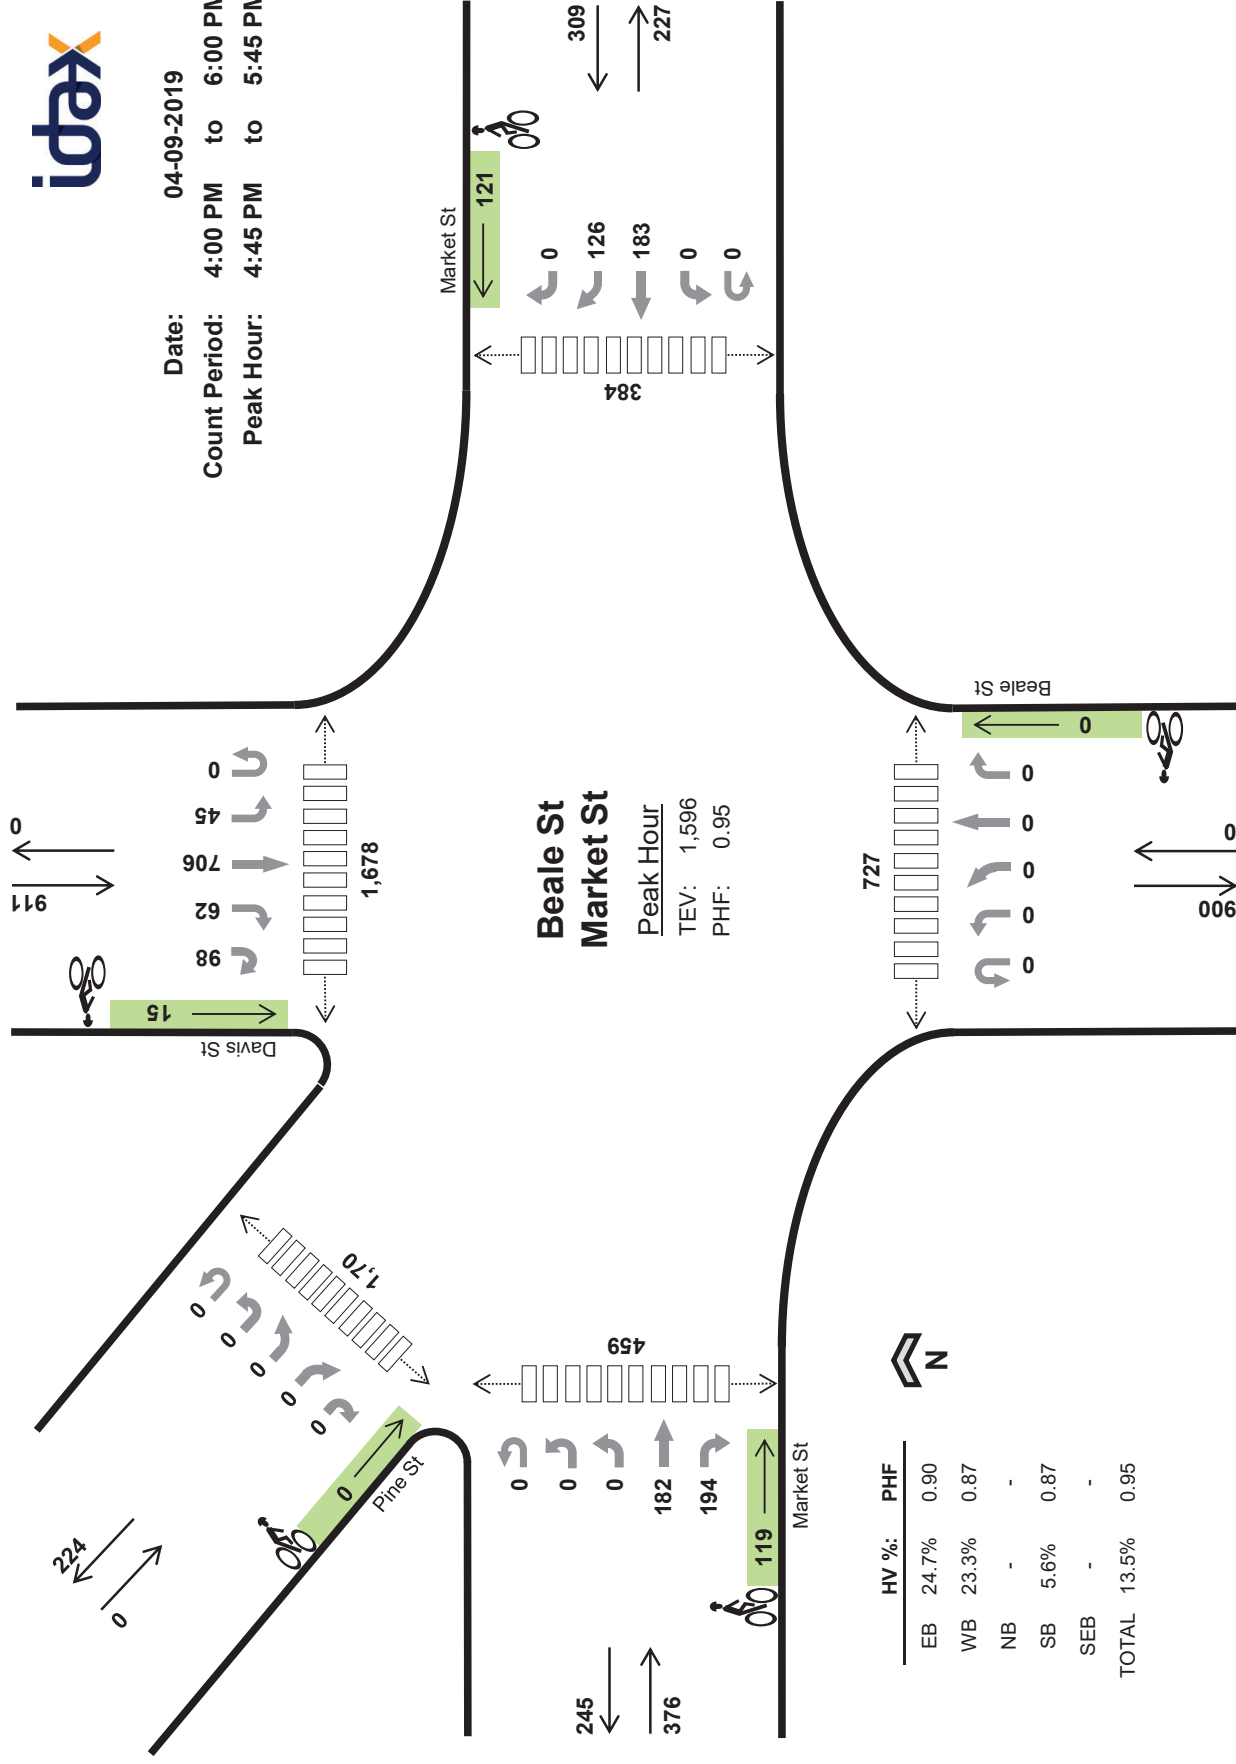 idax
Date: 04-09-2019
Count Period: 4:00 PM to 6:00 PM
Peak Hour: 4:45 PM to 5:45 PM
Market St
121
0
126
183
0
0
384
309
227
0
911
0
45
706
62
98
1,678
15
Davis St
Beale St
Market St
Peak Hour
TEV: 1,596
PHF: 0.95
Beale St
0
727
0
0
0
0
0
0
900
224
0
0
0
0
0
0
1,70
0
Pine St
459
0
0
0
182
194
119
Market St
245
376
N
HV %: PHF
EB 24.7% 0.90
WB 23.3% 0.87
NB - -
SB 5.6% 0.87
SEB - -
TOTAL 13.5% 0.95